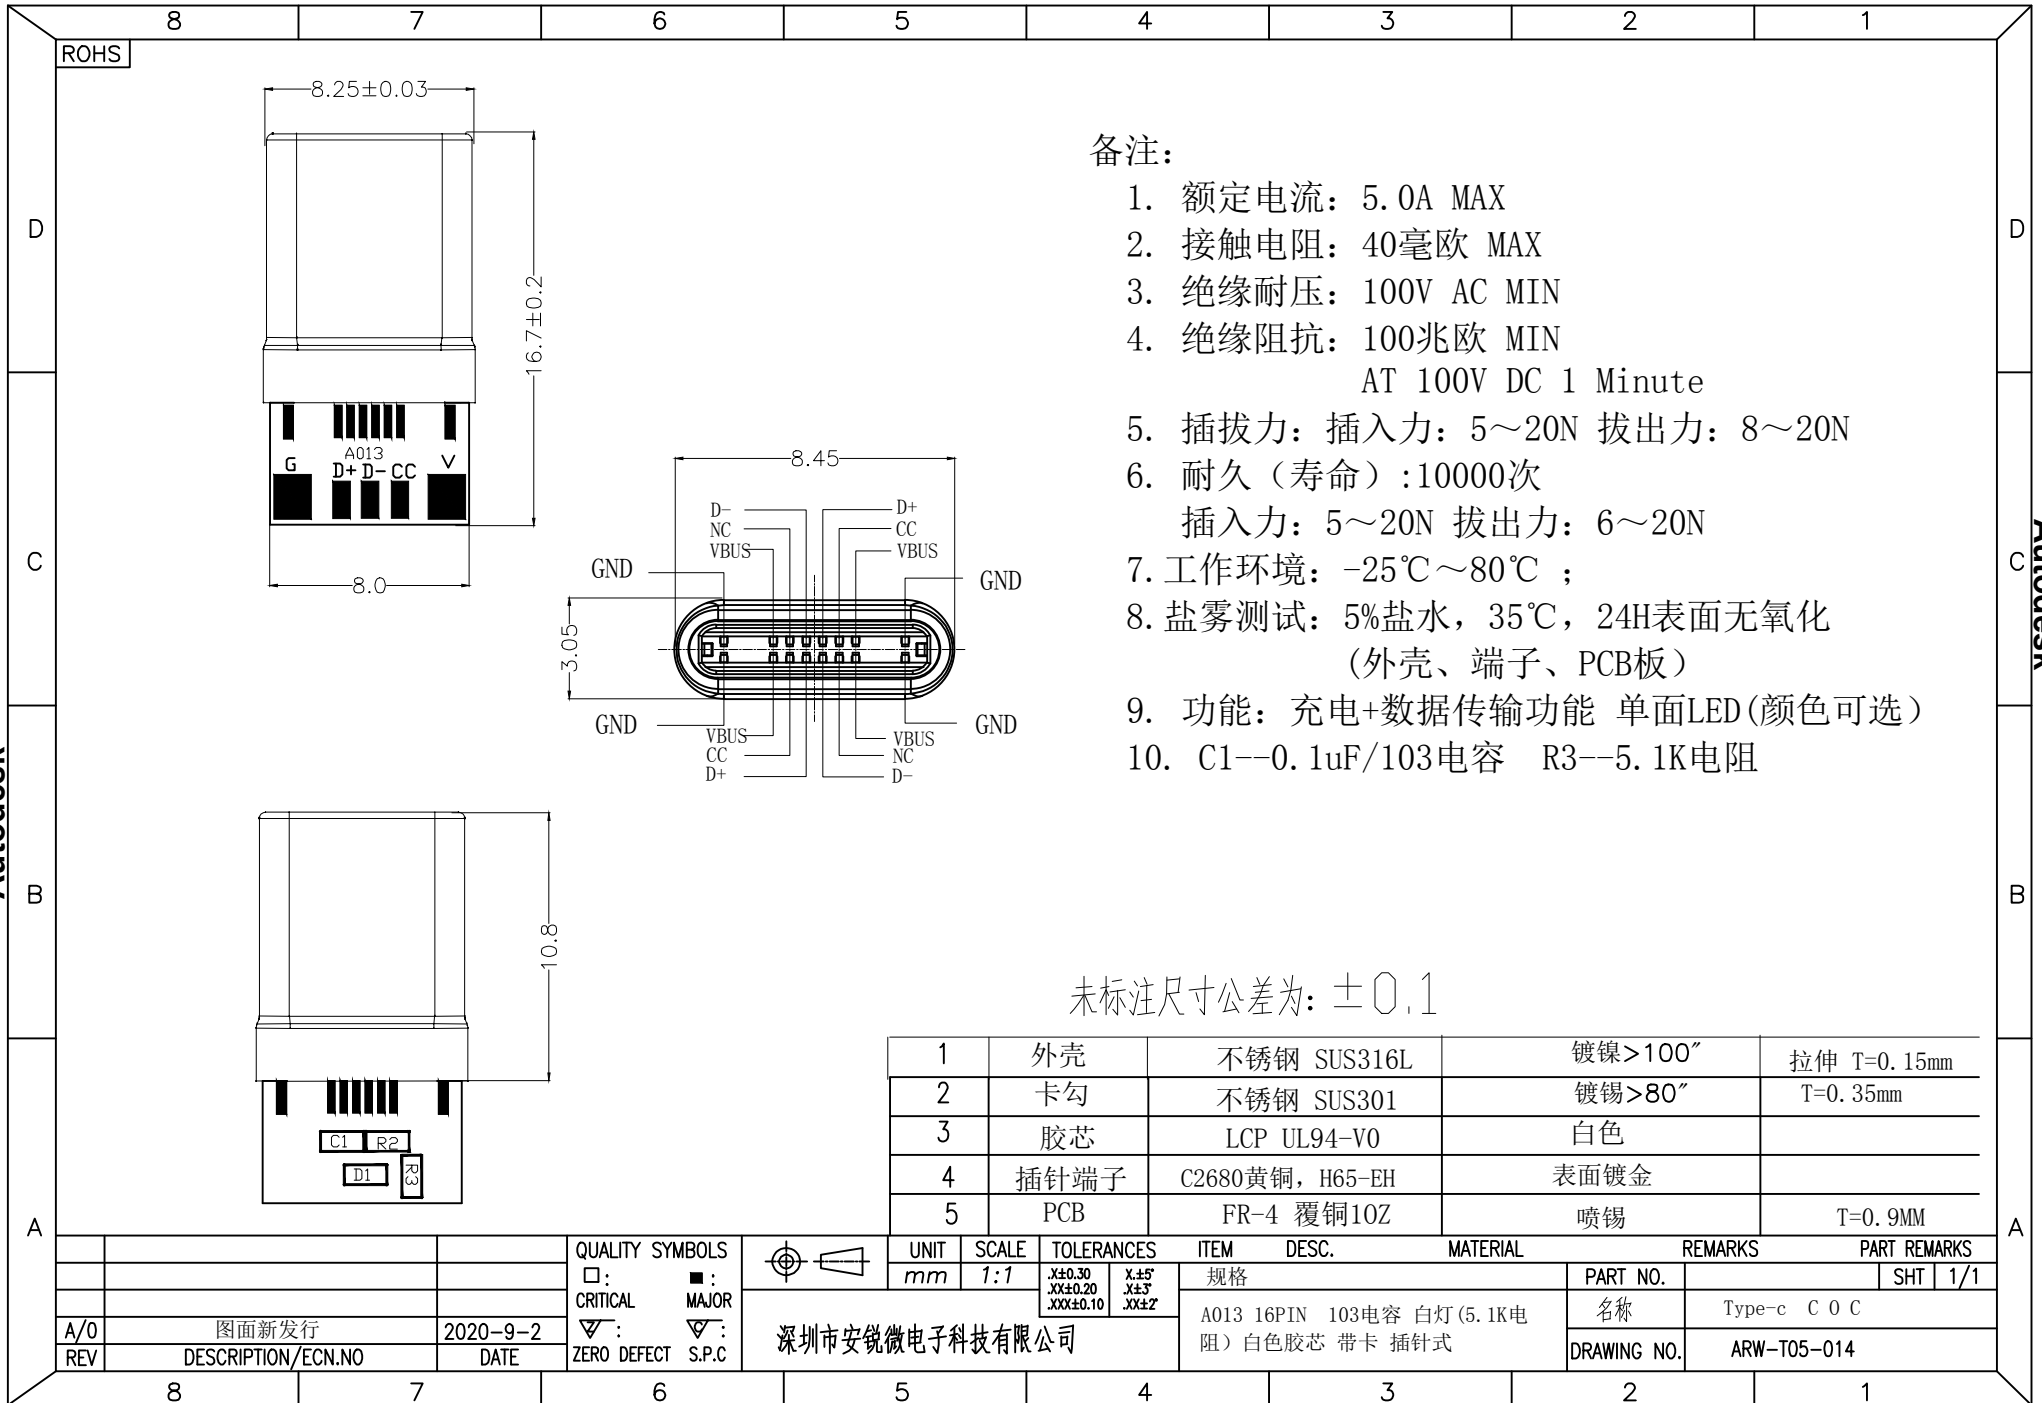 8 7 6 5 4 3 2 1
ROHS
8.25±0.03
16.7±0.2
A013
G D+ D- CC V
8.0
D
D
C
C
B
B
A
A
8.45
D- D+
NC CC
VBUS VBUS
GND GND
3.05
GND GND
VBUS VBUS
CC NC
D+ D-
备注：
1. 额定电流：5.0A MAX
2. 接触电阻：40毫欧 MAX
3. 绝缘耐压：100V AC MIN
4. 绝缘阻抗：100兆欧 MIN
AT 100V DC 1 Minute
5. 插拔力：插入力：5～20N 拔出力：8～20N
6. 耐久（寿命）:10000次
插入力：5～20N 拔出力：6～20N
7.工作环境：-25℃～80℃ ；
8.盐雾测试：5%盐水，35℃，24H表面无氧化
(外壳、端子、PCB板）
9. 功能：充电+数据传输功能 单面LED(颜色可选）
10. C1--0.1uF/103电容 R3--5.1K电阻
10.8
C1 R2
D1 R3
未标注尺寸公差为：±0.1
1 外壳 不锈钢 SUS316L 镀镍>100″ 拉伸 T=0.15mm
2 卡勾 不锈钢 SUS301 镀锡>80″ T=0.35mm
3 胶芯 LCP UL94-V0 白色
4 插针端子 C2680黄铜，H65-EH 表面镀金
5 PCB FR-4 覆铜1OZ 喷锡 T=0.9MM
ITEM DESC. MATERIAL REMARKS PART REMARKS
QUALITY SYMBOLS
□: ■:
CRITICAL MAJOR
Z : C :
ZERO DEFECT S.P.C
UNIT SCALE TOLERANCES
mm 1:1
.X±0.30 X.±5°
.XX±0.20 .X±3°
.XXX±0.10 .XX±2°
深圳市安锐微电子科技有限公司
规格
A013 16PIN 103电容 白灯(5.1K电
阻）白色胶芯 带卡 插针式
PART NO. SHT 1/1
名称 Type-c C O C
DRAWING NO. ARW-T05-014
A/0 图面新发行 2020-9-2
REV DESCRIPTION/ECN.NO DATE
8 7 6 5 4 3 2 1
Autodesk